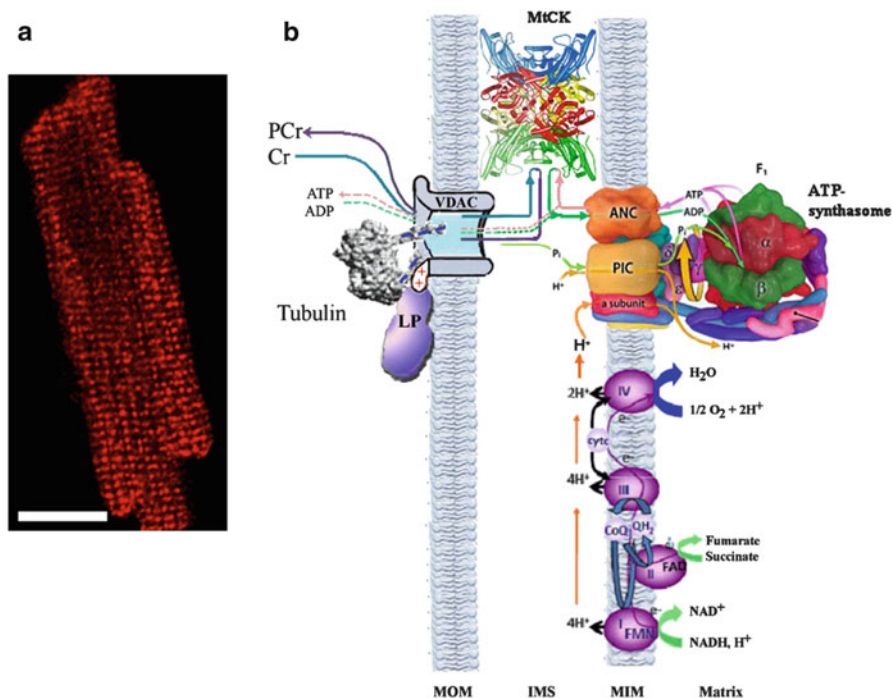 a
b
MtCK
PCr
Cr
ATP
ADP
VDAC
Tubulin
LP
ANC
PIC
a subunit
Pi
H⁺
ATP
ADP
Pi
F₁
ATP-
synthasome
α
β
δ
γ
ε
H⁺
H⁺
2H⁺
IV
H₂O
1/2 O₂ + 2H⁺
e⁻
cytc
e⁻
4H⁺
III
CoQ
QH₂
Fumarate
Succinate
II
FAD
e⁻
NAD⁺
4H⁺
I
FMN
NADH, H⁺
MOM
IMS
MIM
Matrix